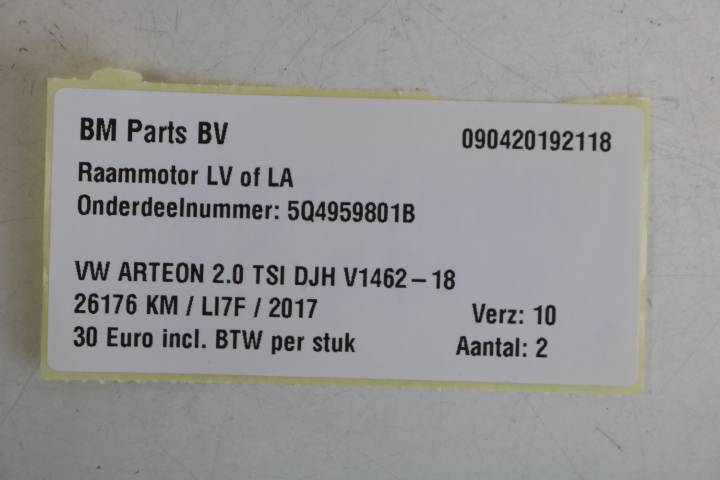 BM Parts BV 090420192118
Raammotor LV of LA
Onderdeelnummer: 5Q4959801B
VW ARTEON 2.0 TSI DJH V1462-18
26176 KM / LI7F / 2017 Verz: 10
30 Euro incl. BTW per stuk Aantal: 2